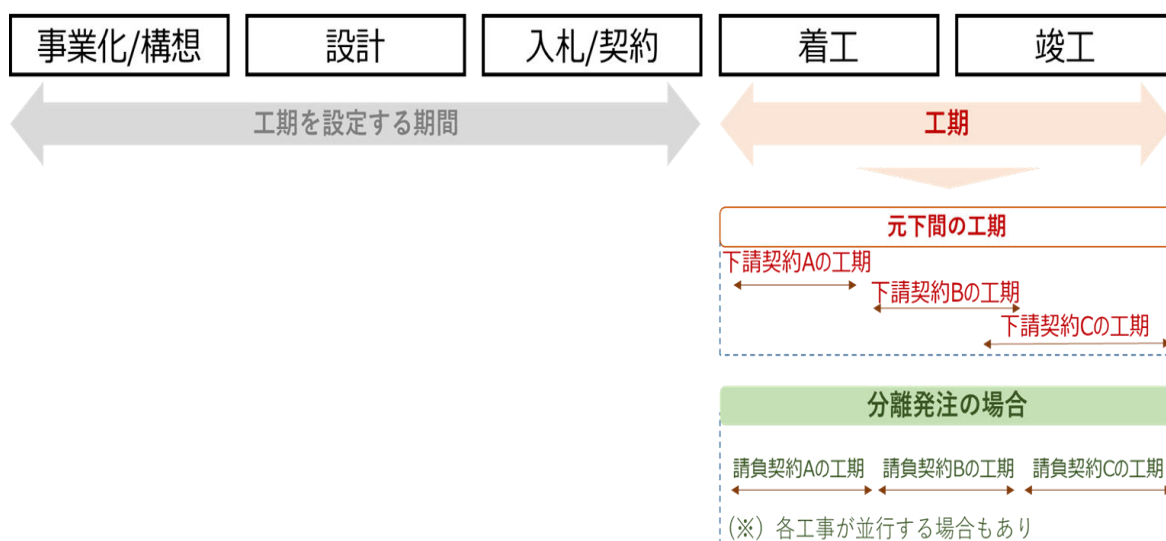 事業化/構想
設計
入札/契約
着工
竣工
工期を設定する期間
工期
元下間の工期
下請契約Aの工期
下請契約Bの工期
下請契約Cの工期
分離発注の場合
請負契約Aの工期
請負契約Bの工期
請負契約Cの工期
(※) 各工事が並行する場合もあり